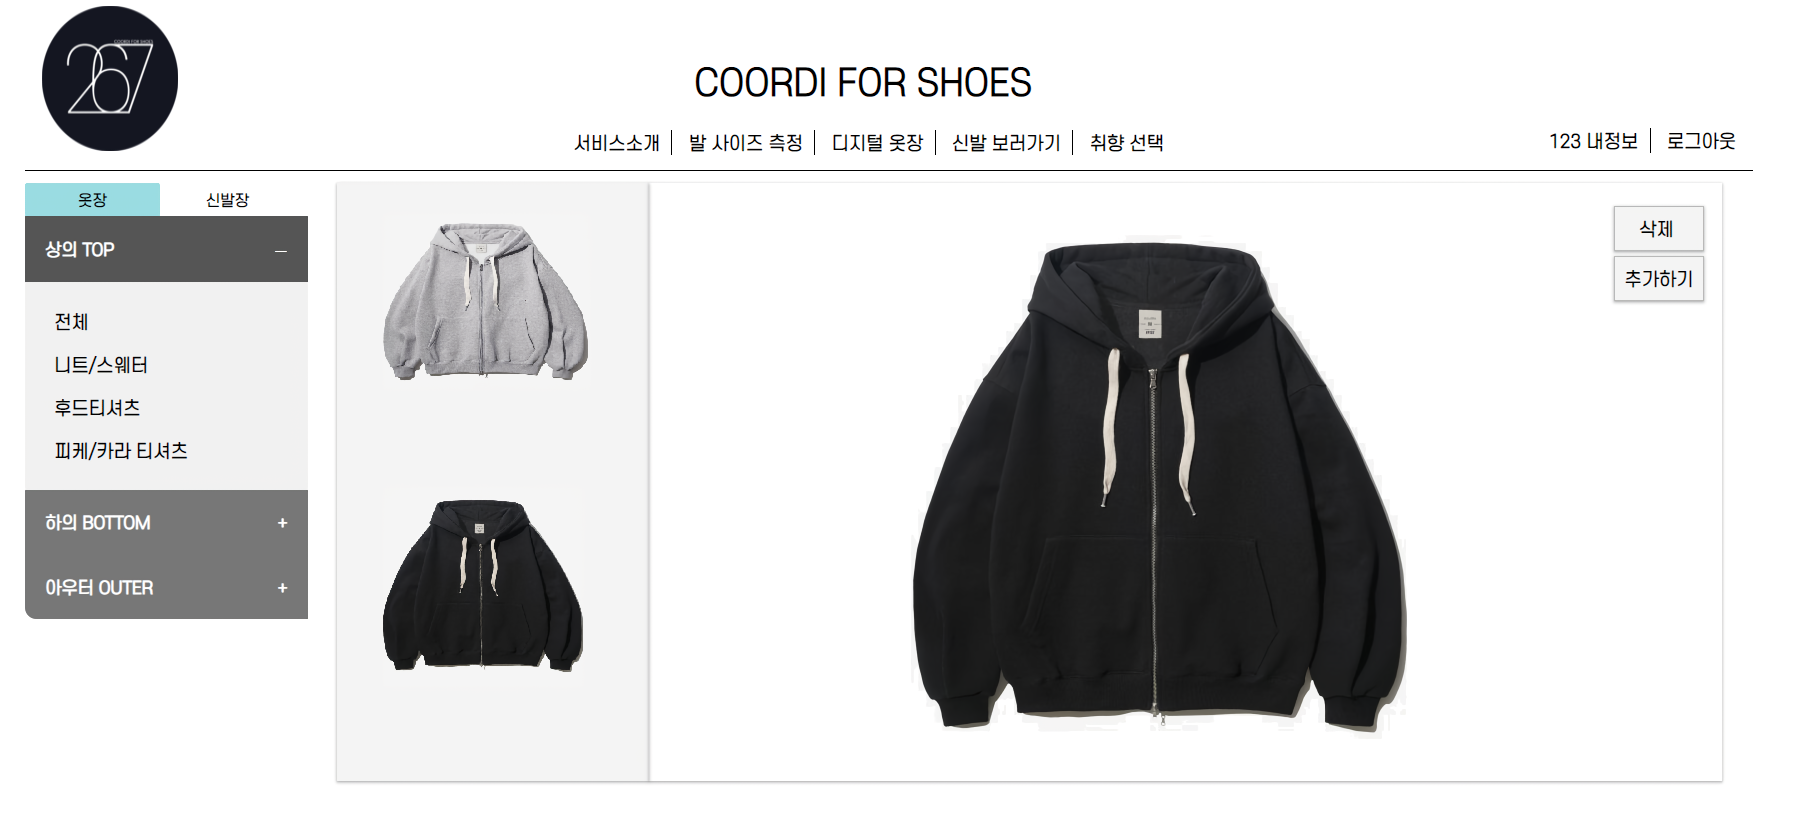 COORDI FOR SHOES
267
COORDI FOR SHOES
서비스소개 발 사이즈 측정 디지털 옷장 신발 보러가기 취향 선택
123 내정보 로그아웃
옷장 신발장
상의 TOP –
전체
니트/스웨터
후드티셔츠
피케/카라 티셔츠
하의 BOTTOM +
아우터 OUTER +
삭제
추가하기